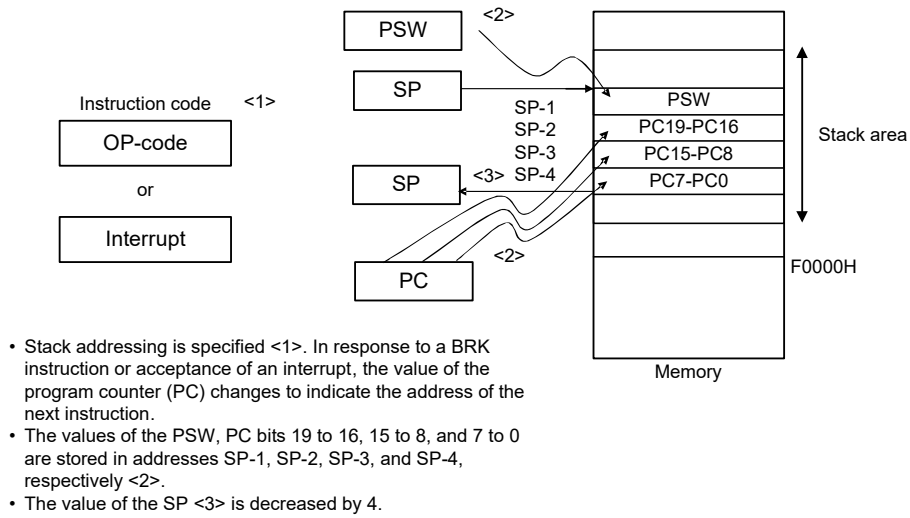 PSW
<2>
SP
Instruction code <1>
OP-code
or
Interrupt
SP-1
SP-2
SP-3
SP-4
PSW
PC19-PC16
PC15-PC8
PC7-PC0
Stack area
SP
<3>
<2>
PC
F0000H
Memory
• Stack addressing is specified <1>. In response to a BRK
instruction or acceptance of an interrupt, the value of the
program counter (PC) changes to indicate the address of the
next instruction.
• The values of the PSW, PC bits 19 to 16, 15 to 8, and 7 to 0
are stored in addresses SP-1, SP-2, SP-3, and SP-4,
respectively <2>.
• The value of the SP <3> is decreased by 4.